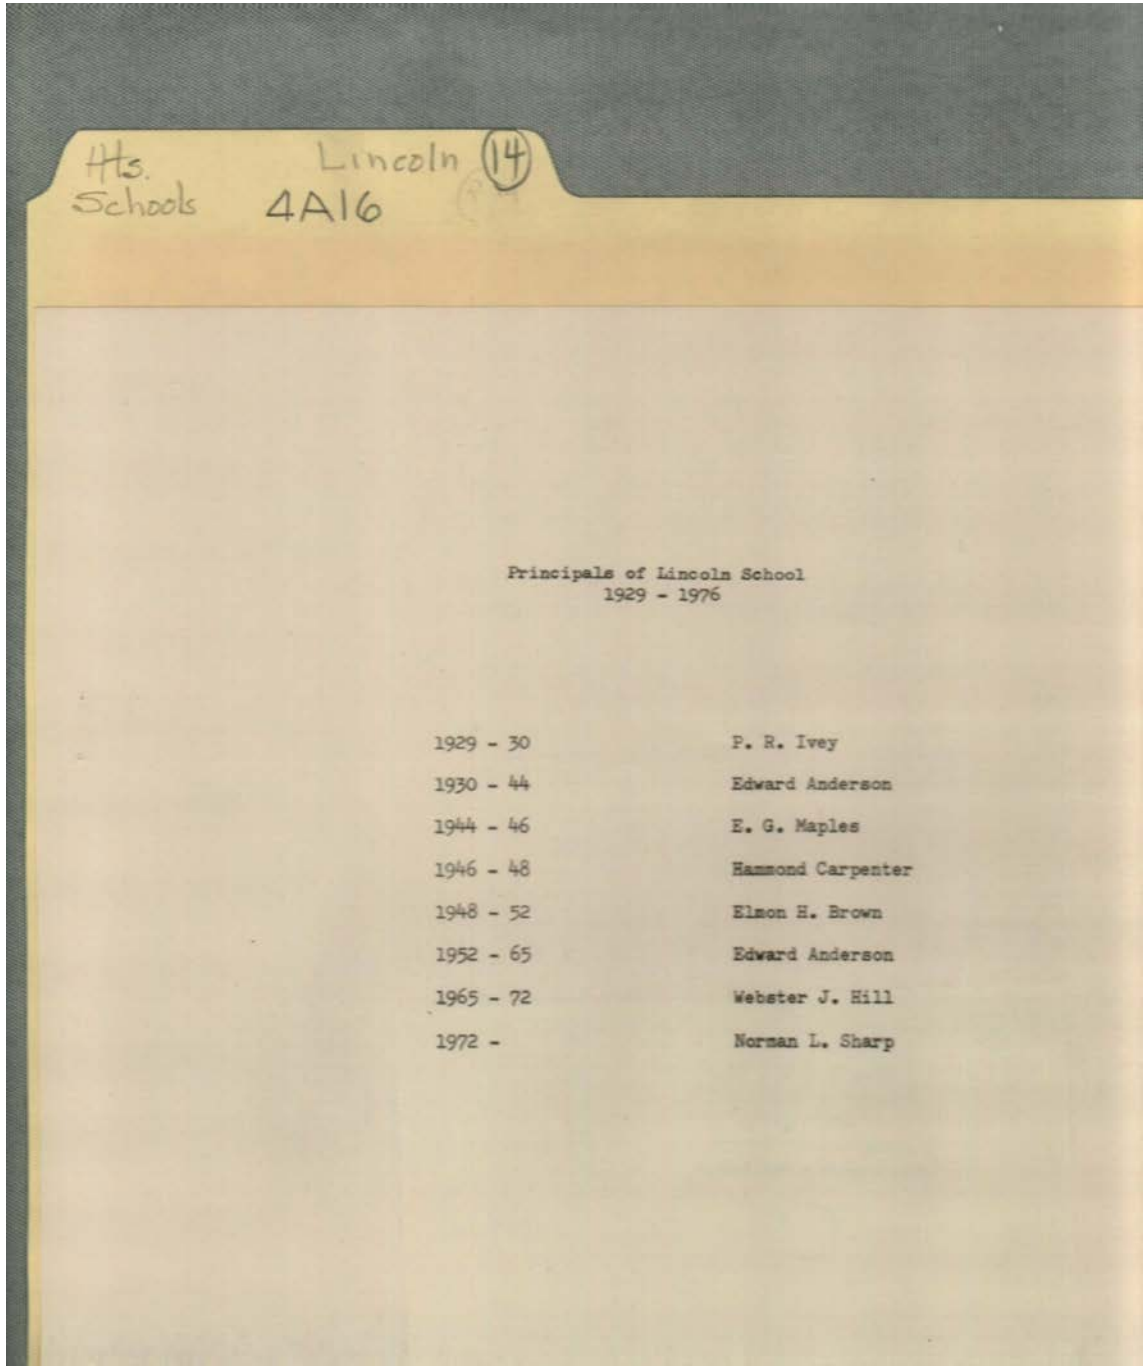 Hts. Lincoln 14
Schools 4A16
Principals of Lincoln School
1929 - 1976
1929 - 30 P. R. Ivey
1930 - 44 Edward Anderson
1944 - 46 E. G. Maples
1946 - 48 Hammond Carpenter
1948 - 52 Elmon H. Brown
1952 - 65 Edward Anderson
1965 - 72 Webster J. Hill
1972 - Norman L. Sharp